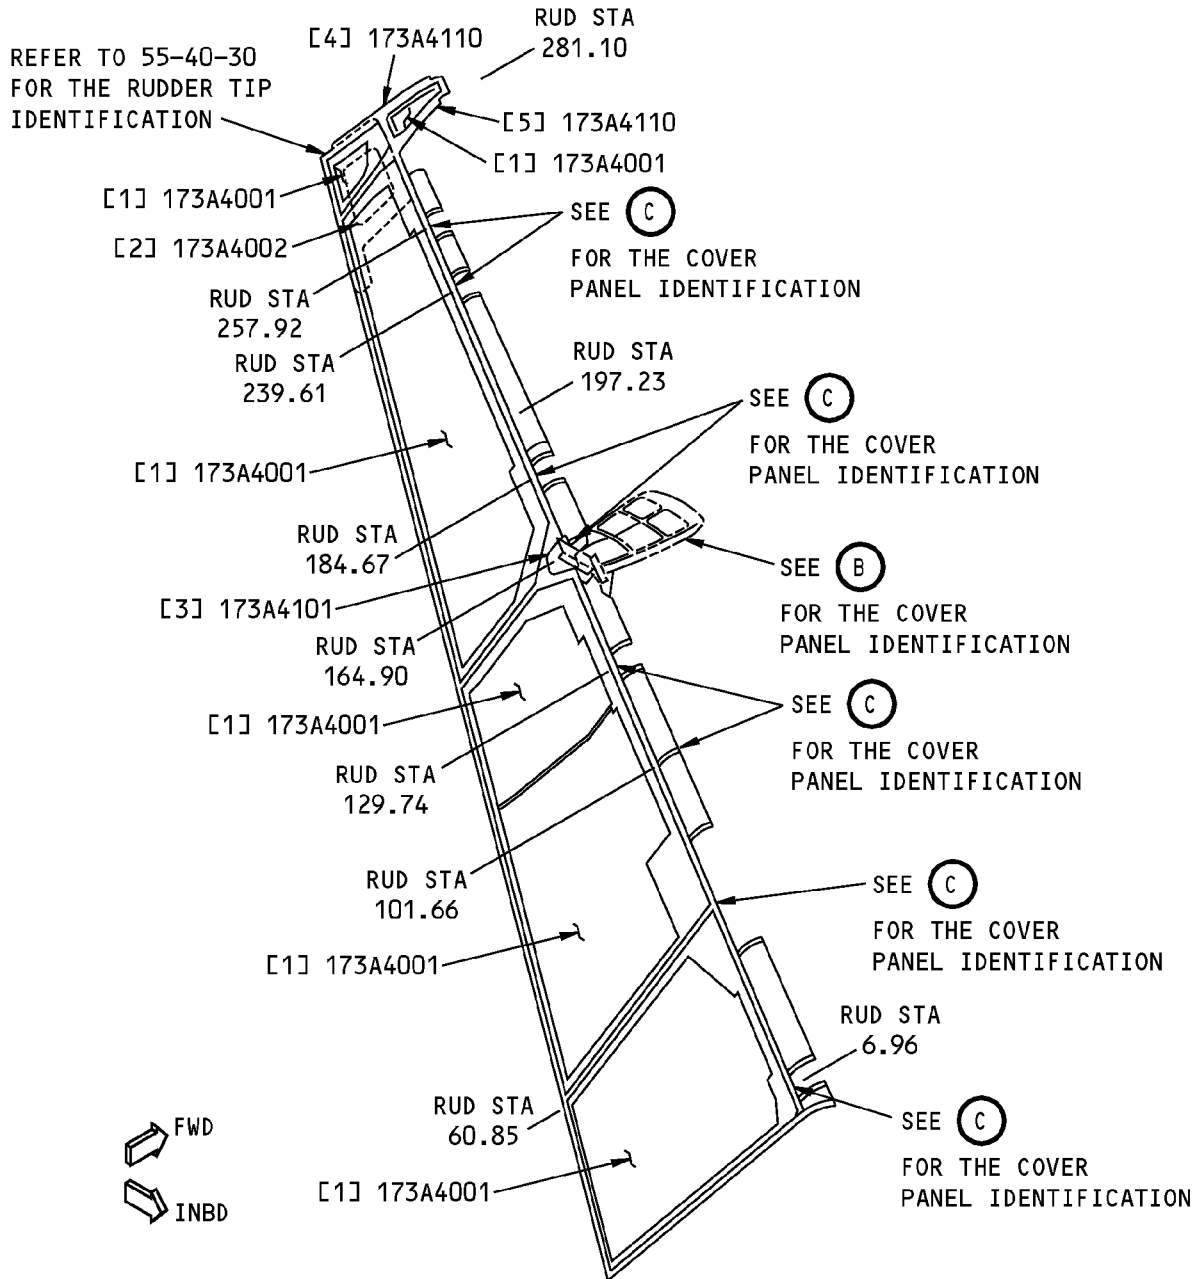 RUD STA
281.10
[4] 173A4110
REFER TO 55-40-30
FOR THE RUDDER TIP
IDENTIFICATION
[5] 173A4110
[1] 173A4001
[1] 173A4001
SEE C
FOR THE COVER
PANEL IDENTIFICATION
[2] 173A4002
RUD STA
257.92
RUD STA
239.61
RUD STA
197.23
SEE C
FOR THE COVER
PANEL IDENTIFICATION
[1] 173A4001
RUD STA
184.67
SEE B
FOR THE COVER
PANEL IDENTIFICATION
[3] 173A4101
RUD STA
164.90
SEE C
FOR THE COVER
PANEL IDENTIFICATION
[1] 173A4001
RUD STA
129.74
RUD STA
101.66
SEE C
FOR THE COVER
PANEL IDENTIFICATION
[1] 173A4001
RUD STA
6.96
RUD STA
60.85
SEE C
FOR THE COVER
PANEL IDENTIFICATION
FWD
[1] 173A4001
INBD